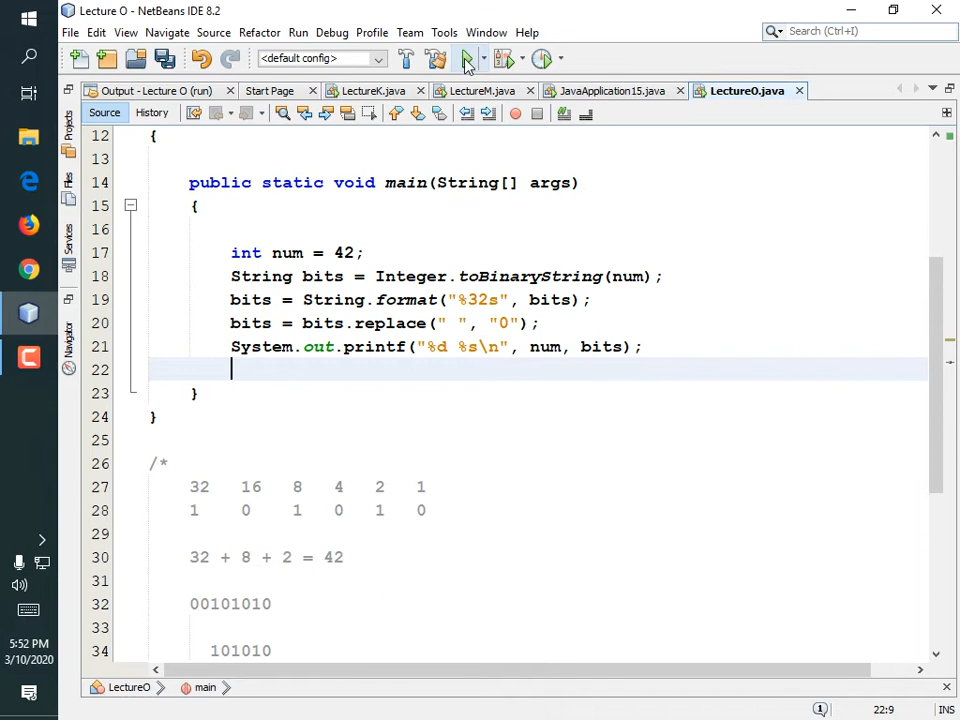 Lecture O - NetBeans IDE 8.2
File Edit View Navigate Source Refactor Run Debug Profile Team Tools Window Help
Search (Ctrl+I)
<default config>
Output - Lecture O (run) Start Page LectureK.java LectureM.java JavaApplication15.java LectureO.java
Source History
Projects
Files
Services
Navigator
12 {
13
14 public static void main(String[] args)
15 {
16
17 int num = 42;
18 String bits = Integer.toBinaryString(num);
19 bits = String.format("%32s", bits);
20 bits = bits.replace(" ", "0");
21 System.out.printf("%d %s\n", num, bits);
22
23 }
24 }
25
26 /*
27 32 16 8 4 2 1
28 1 0 1 0 1 0
29
30 32 + 8 + 2 = 42
31
32 00101010
33
34 101010
LectureO main
22:9 INS
5:52 PM
3/10/2020